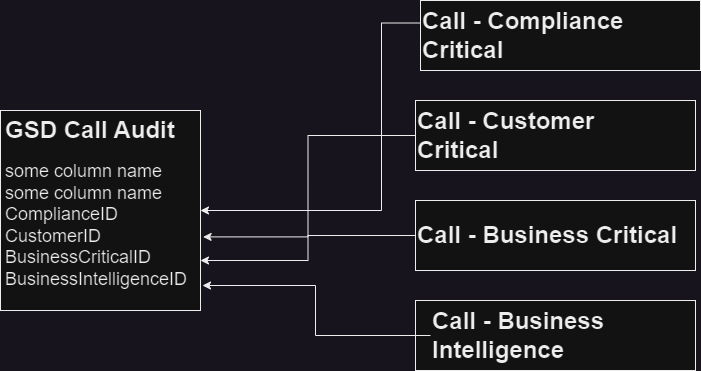 Call - Compliance
Critical
Call - Customer
Critical
GSD Call Audit
some column name
some column name
ComplianceID
CustomerID
BusinessCriticalID
BusinessIntelligenceID
Call - Business Critical
Call - Business
Intelligence